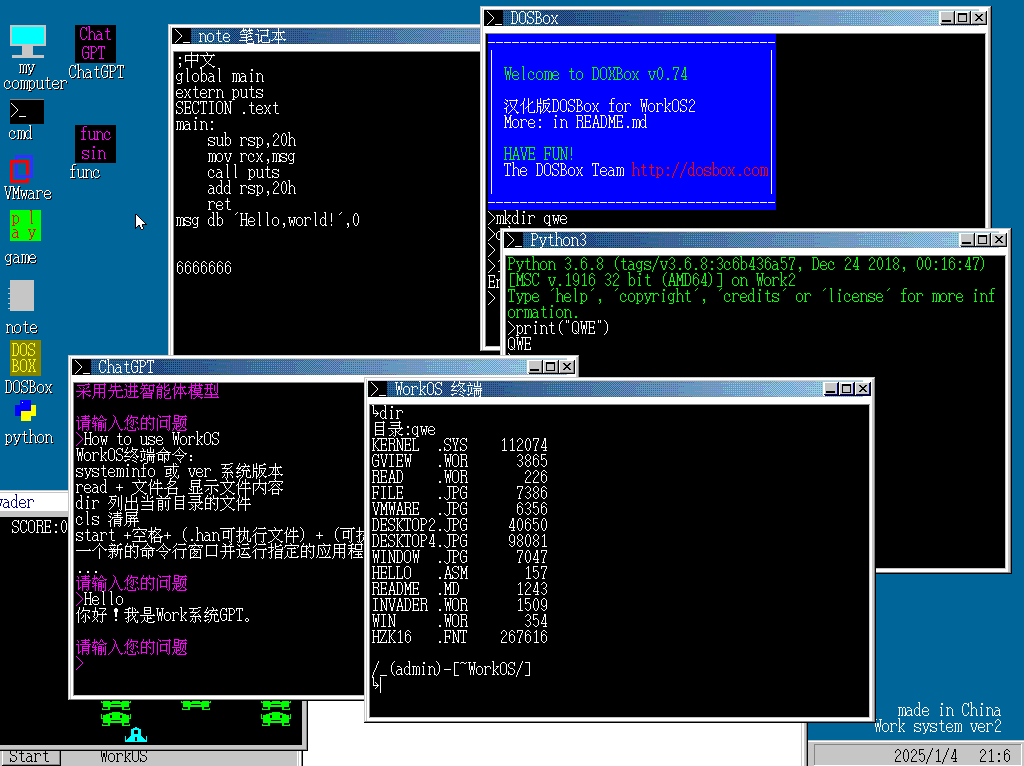 my
computer
Chat
GPT
ChatGPT
>_
cmd
func
sin
func
VMware
pl
ay
game
note
DOS
BOX
DOSBox
python
>_ note 笔记本
;中文
global main
extern puts
SECTION .text
main:
sub rsp,20h
mov rcx,msg
call puts
add rsp,20h
ret
msg db ´Hello,world!´,0
6666666
>_ DOSBox
Welcome to DOXBox v0.74
汉化版DOSBox for WorkOS2
More: in README.md
HAVE FUN!
The DOSBox Team http://dosbox.com
>mkdir qwe
>
>
En
>
>_ Python3
Python 3.6.8 (tags/v3.6.8:3c6b436a57, Dec 24 2018, 00:16:47)
[MSC v.1916 32 bit (AMD64)] on Work2
Type ´help´, ´copyright´, ´credits´ or ´license´ for more inf
ormation.
>print("QWE")
QWE
>_ ChatGPT
采用先进智能体模型
请输入您的问题
>How to use WorkOS
WorkOS终端命令:
systeminfo 或 ver 系统版本
read + 文件名 显示文件内容
dir 列出当前目录的文件
cls 清屏
start +空格+ (.han可执行文件) + (可执
一个新的命令行窗口并运行指定的应用程
...
请输入您的问题
>Hello
你好！我是Work系统GPT。
请输入您的问题
>
>_ WorkOS 终端
↳dir
目录:qwe
KERNEL .SYS 112074
GVIEW .WOR 3865
READ .WOR 226
FILE .JPG 7386
VMWARE .JPG 6356
DESKTOP2.JPG 40650
DESKTOP4.JPG 98081
WINDOW .JPG 7047
HELLO .ASM 157
README .MD 1243
INVADER .WOR 1509
WIN .WOR 354
HZK16 .FNT 267616
/_(admin)-[~WorkOS/]
↳
vader
SCORE:0
made in China
Work system ver2
Start
WorkOS
2025/1/4 21:6